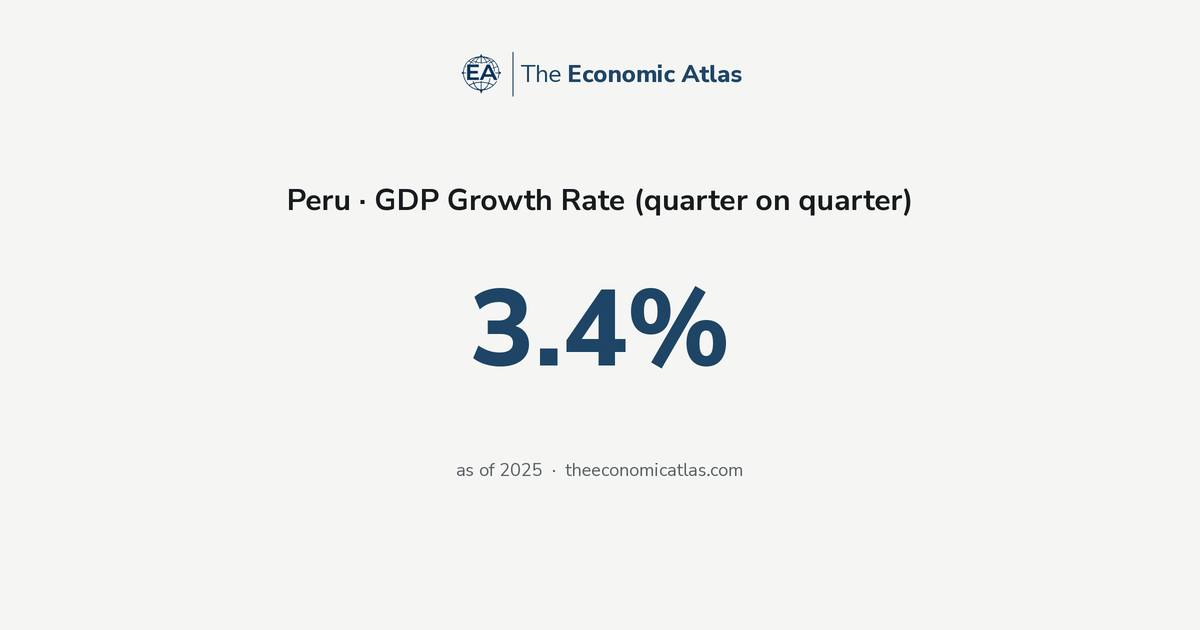 EA The Economic Atlas
Peru · GDP Growth Rate (quarter on quarter)
3.4%
as of 2025 · theeconomicatlas.com